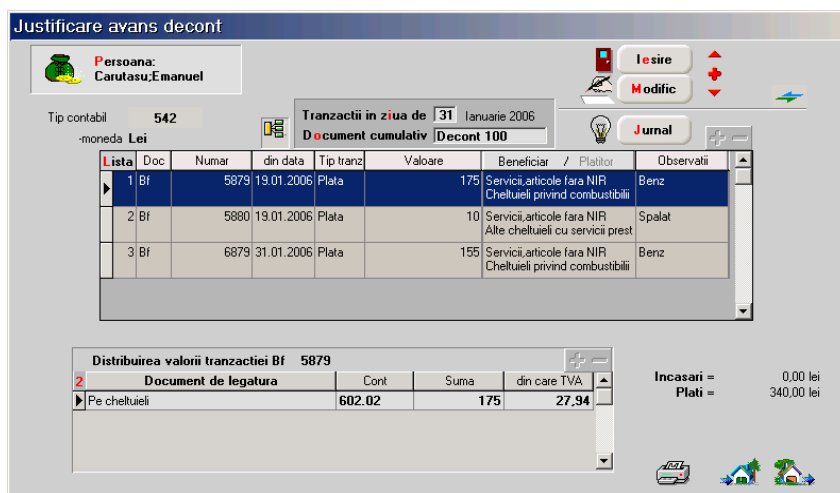 Justificare avans decont
Persoana:
Carutasu;Emanuel
Iesire
Modific
Tip contabil 542
-moneda Lei
Tranzactii in ziua de 31 Ianuarie 2006
Document cumulativ Decont 100
Jurnal
Lista Doc Numar din data Tip tranz Valoare Beneficiar / Platitor Observatii
1 Bf 5879 19.01.2006 Plata 175 Servicii,articole fara NIR Benz
Cheltuieli privind combustibilii
2 Bf 5880 19.01.2006 Plata 10 Servicii,articole fara NIR Spalat
Alte cheltuieli cu servicii prest
3 Bf 6879 31.01.2006 Plata 155 Servicii,articole fara NIR Benz
Cheltuieli privind combustibilii
Distribuirea valorii tranzactiei Bf 5879
2 Document de legatura Cont Suma din care TVA
Pe cheltuieli 602.02 175 27,94
Incasari = 0,00 lei
Plati = 340,00 lei